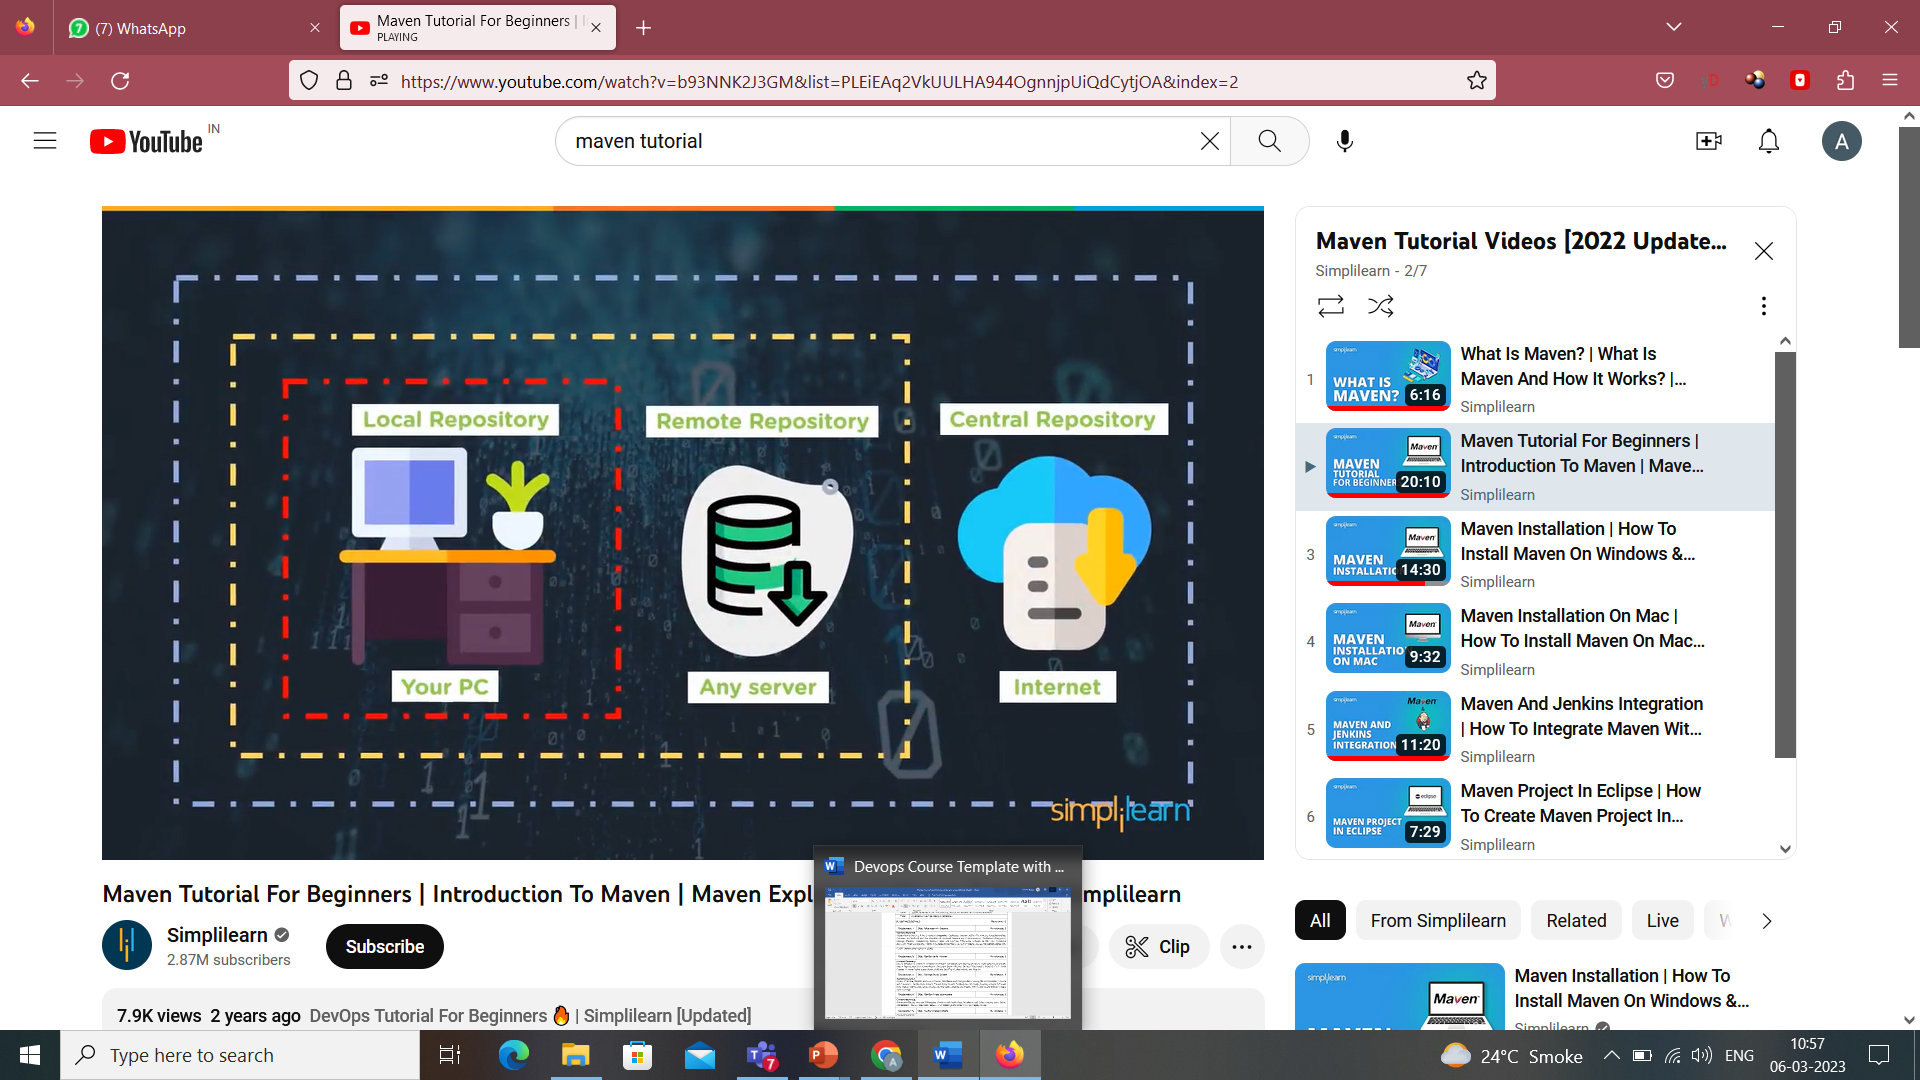 (7) WhatsApp
Maven Tutorial For Beginners |
PLAYING
https://www.youtube.com/watch?v=b93NNK2J3GM&list=PLEiEAq2VkUULHA944OgnnjpUiQdCytjOA&index=2
YouTube IN
maven tutorial
A
Local Repository
Remote Repository
Central Repository
Your PC
Any server
Internet
simplilearn
Maven Tutorial Videos [2022 Update...
Simplilearn - 2/7
1
WHAT IS
MAVEN?
6:16
What Is Maven? | What Is
Maven And How It Works? |...
Simplilearn
MAVEN
TUTORIAL
FOR BEGINNER
Maven
20:10
Maven Tutorial For Beginners |
Introduction To Maven | Mave...
Simplilearn
3
MAVEN
INSTALLATIO
Maven
14:30
Maven Installation | How To
Install Maven On Windows &...
Simplilearn
4
MAVEN
INSTALLATIO
ON MAC
Maven
9:32
Maven Installation On Mac |
How To Install Maven On Mac...
Simplilearn
5
MAVEN AND
JENKINS
INTEGRATION
Maven
11:20
Maven And Jenkins Integration
| How To Integrate Maven Wit...
Simplilearn
6
MAVEN PROJECT
IN ECLIPSE
eclipse
7:29
Maven Project In Eclipse | How
To Create Maven Project In...
Simplilearn
Maven Tutorial For Beginners | Introduction To Maven | Maven Expl
mplilearn
Simplilearn
2.87M subscribers
Subscribe
Clip
7.9K views 2 years ago DevOps Tutorial For Beginners 🔥 | Simplilearn [Updated]
Devops Course Template with ...
All
From Simplilearn
Related
Live
simplilearn
Maven
Maven Installation | How To
Install Maven On Windows &...
Simplilearn
Type here to search
7
24°C Smoke
ENG
10:57
06-03-2023